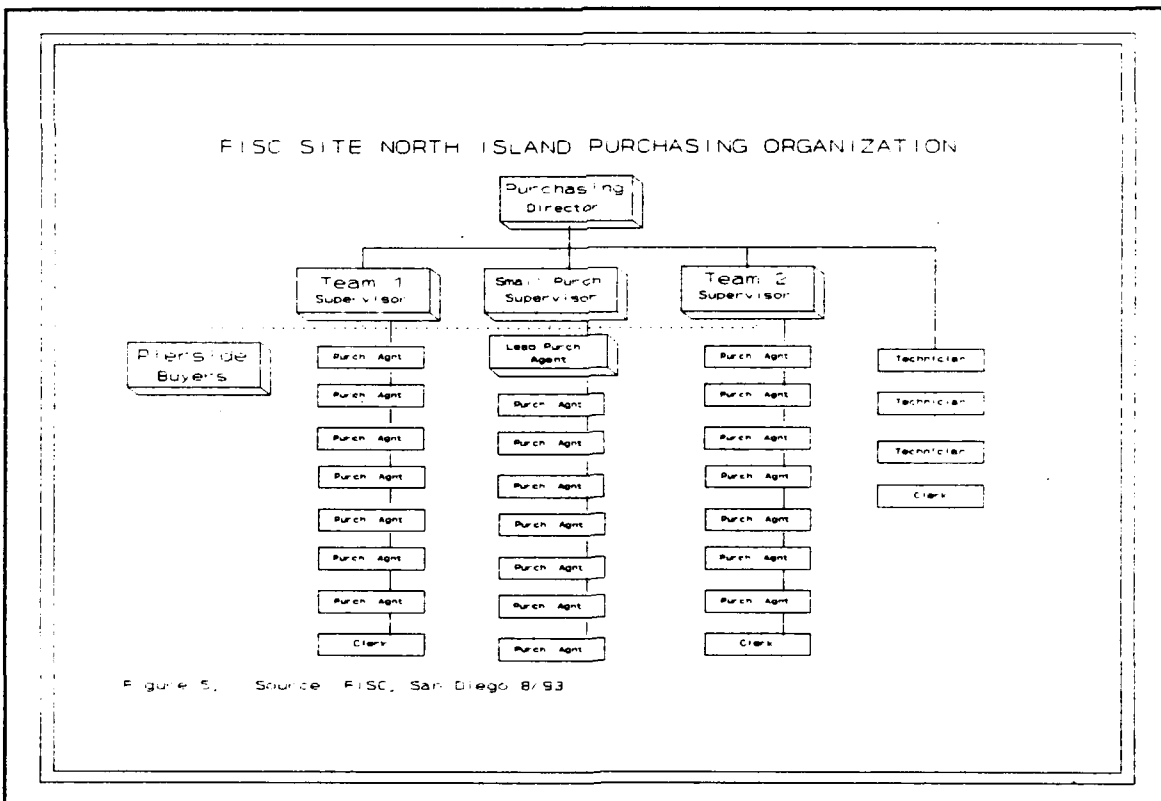 FISC SITE NORTH ISLAND PURCHASING ORGANIZATION
Purchasing
Director
Team 1
Supervisor
Small Purch
Supervisor
Team 2
Supervisor
Pierside
Buyers
Purch Agnt
Purch Agnt
Purch Agnt
Purch Agnt
Purch Agnt
Purch Agnt
Purch Agnt
Clerk
Lead Purch
Agent
Purch Agnt
Purch Agnt
Purch Agnt
Purch Agnt
Purch Agnt
Purch Agnt
Purch Agnt
Purch Agnt
Purch Agnt
Purch Agnt
Purch Agnt
Purch Agnt
Purch Agnt
Purch Agnt
Clerk
Technician
Technician
Technician
Clerk
Figure 5, Source FISC, San Diego 8/93